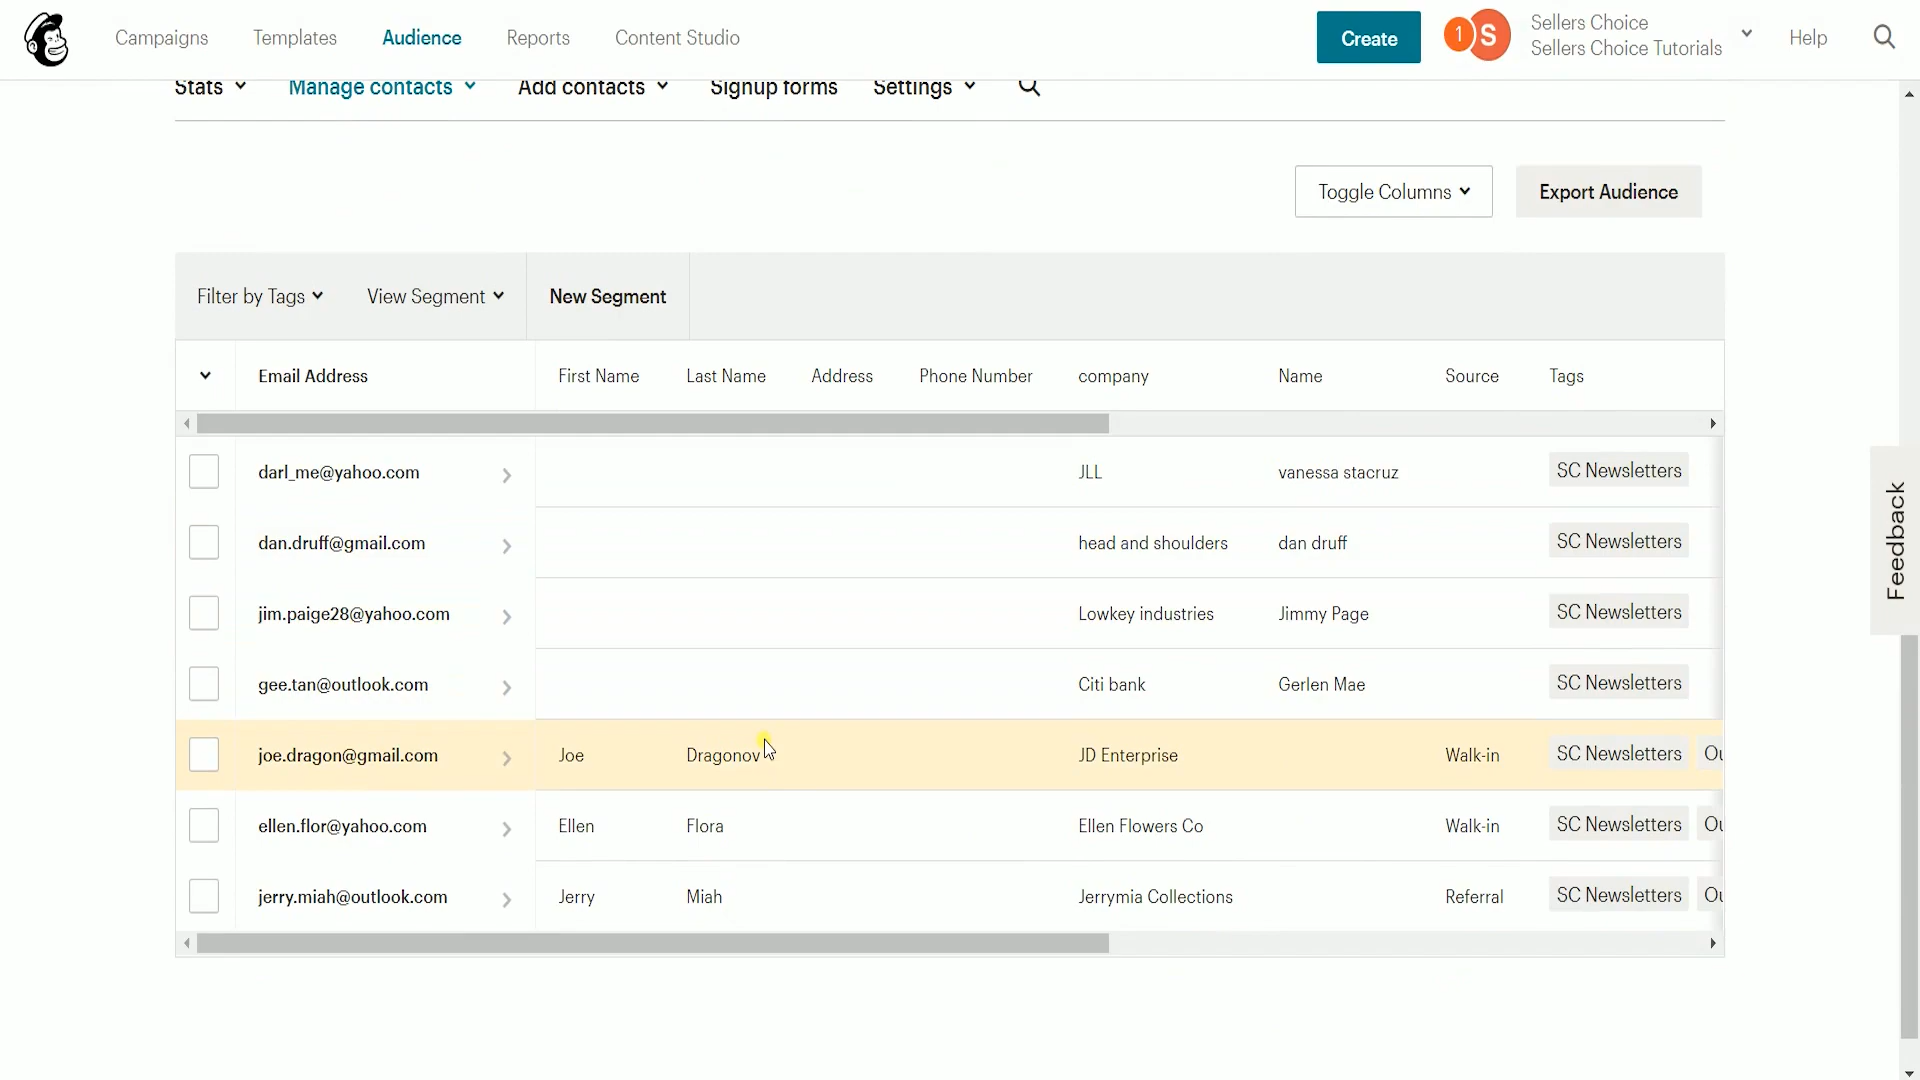 Campaigns Templates Audience Reports Content Studio Create 1 S Sellers Choice Help
Sellers Choice Tutorials
Stats Manage contacts Add contacts Signup forms Settings
Toggle Columns Export Audience
Filter by Tags View Segment New Segment
Email Address First Name Last Name Address Phone Number company Name Source Tags
darl_me@yahoo.com JLL vanessa stacruz SC Newsletters
dan.druff@gmail.com head and shoulders dan druff SC Newsletters
jim.paige28@yahoo.com Lowkey industries Jimmy Page SC Newsletters
gee.tan@outlook.com Citi bank Gerlen Mae SC Newsletters
joe.dragon@gmail.com Joe Dragonov JD Enterprise Walk-in SC Newsletters
ellen.flor@yahoo.com Ellen Flora Ellen Flowers Co Walk-in SC Newsletters
jerry.miah@outlook.com Jerry Miah Jerrymia Collections Referral SC Newsletters
Feedback